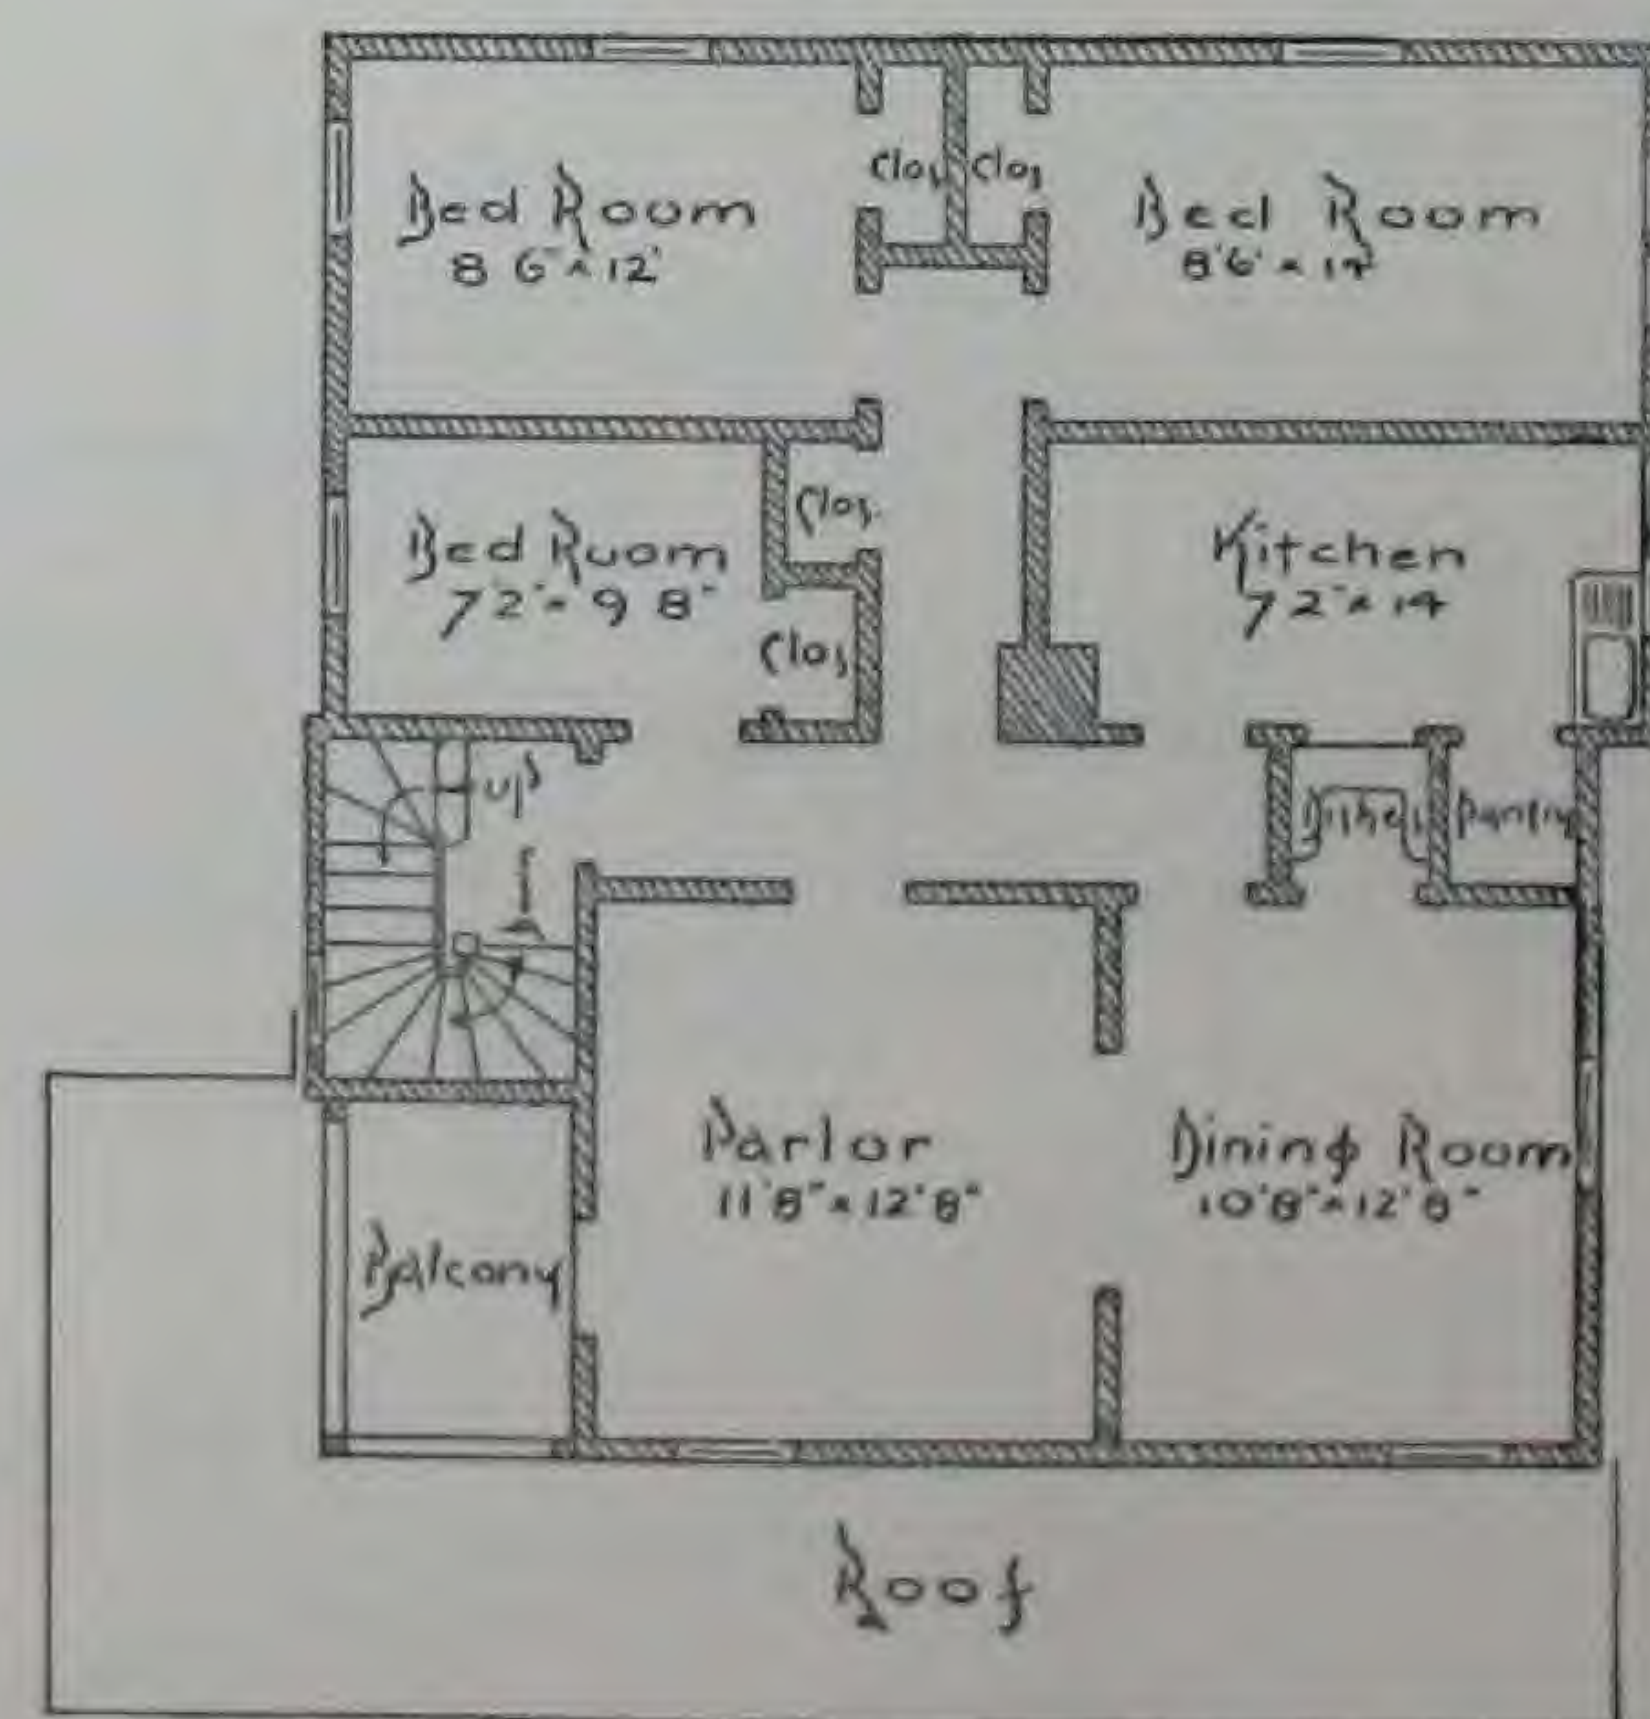 Bed Room
8'6" x 12'
Clos
Clos
Bed Room
8'6" x 14
Bed Room
7'2" x 9'8"
Clos.
Clos
Kitchen
7'2" x 14
up
Dishes
Pantry
Parlor
11'8" x 12'8"
Dining Room
10'8" x 12'8"
Balcony
Roof